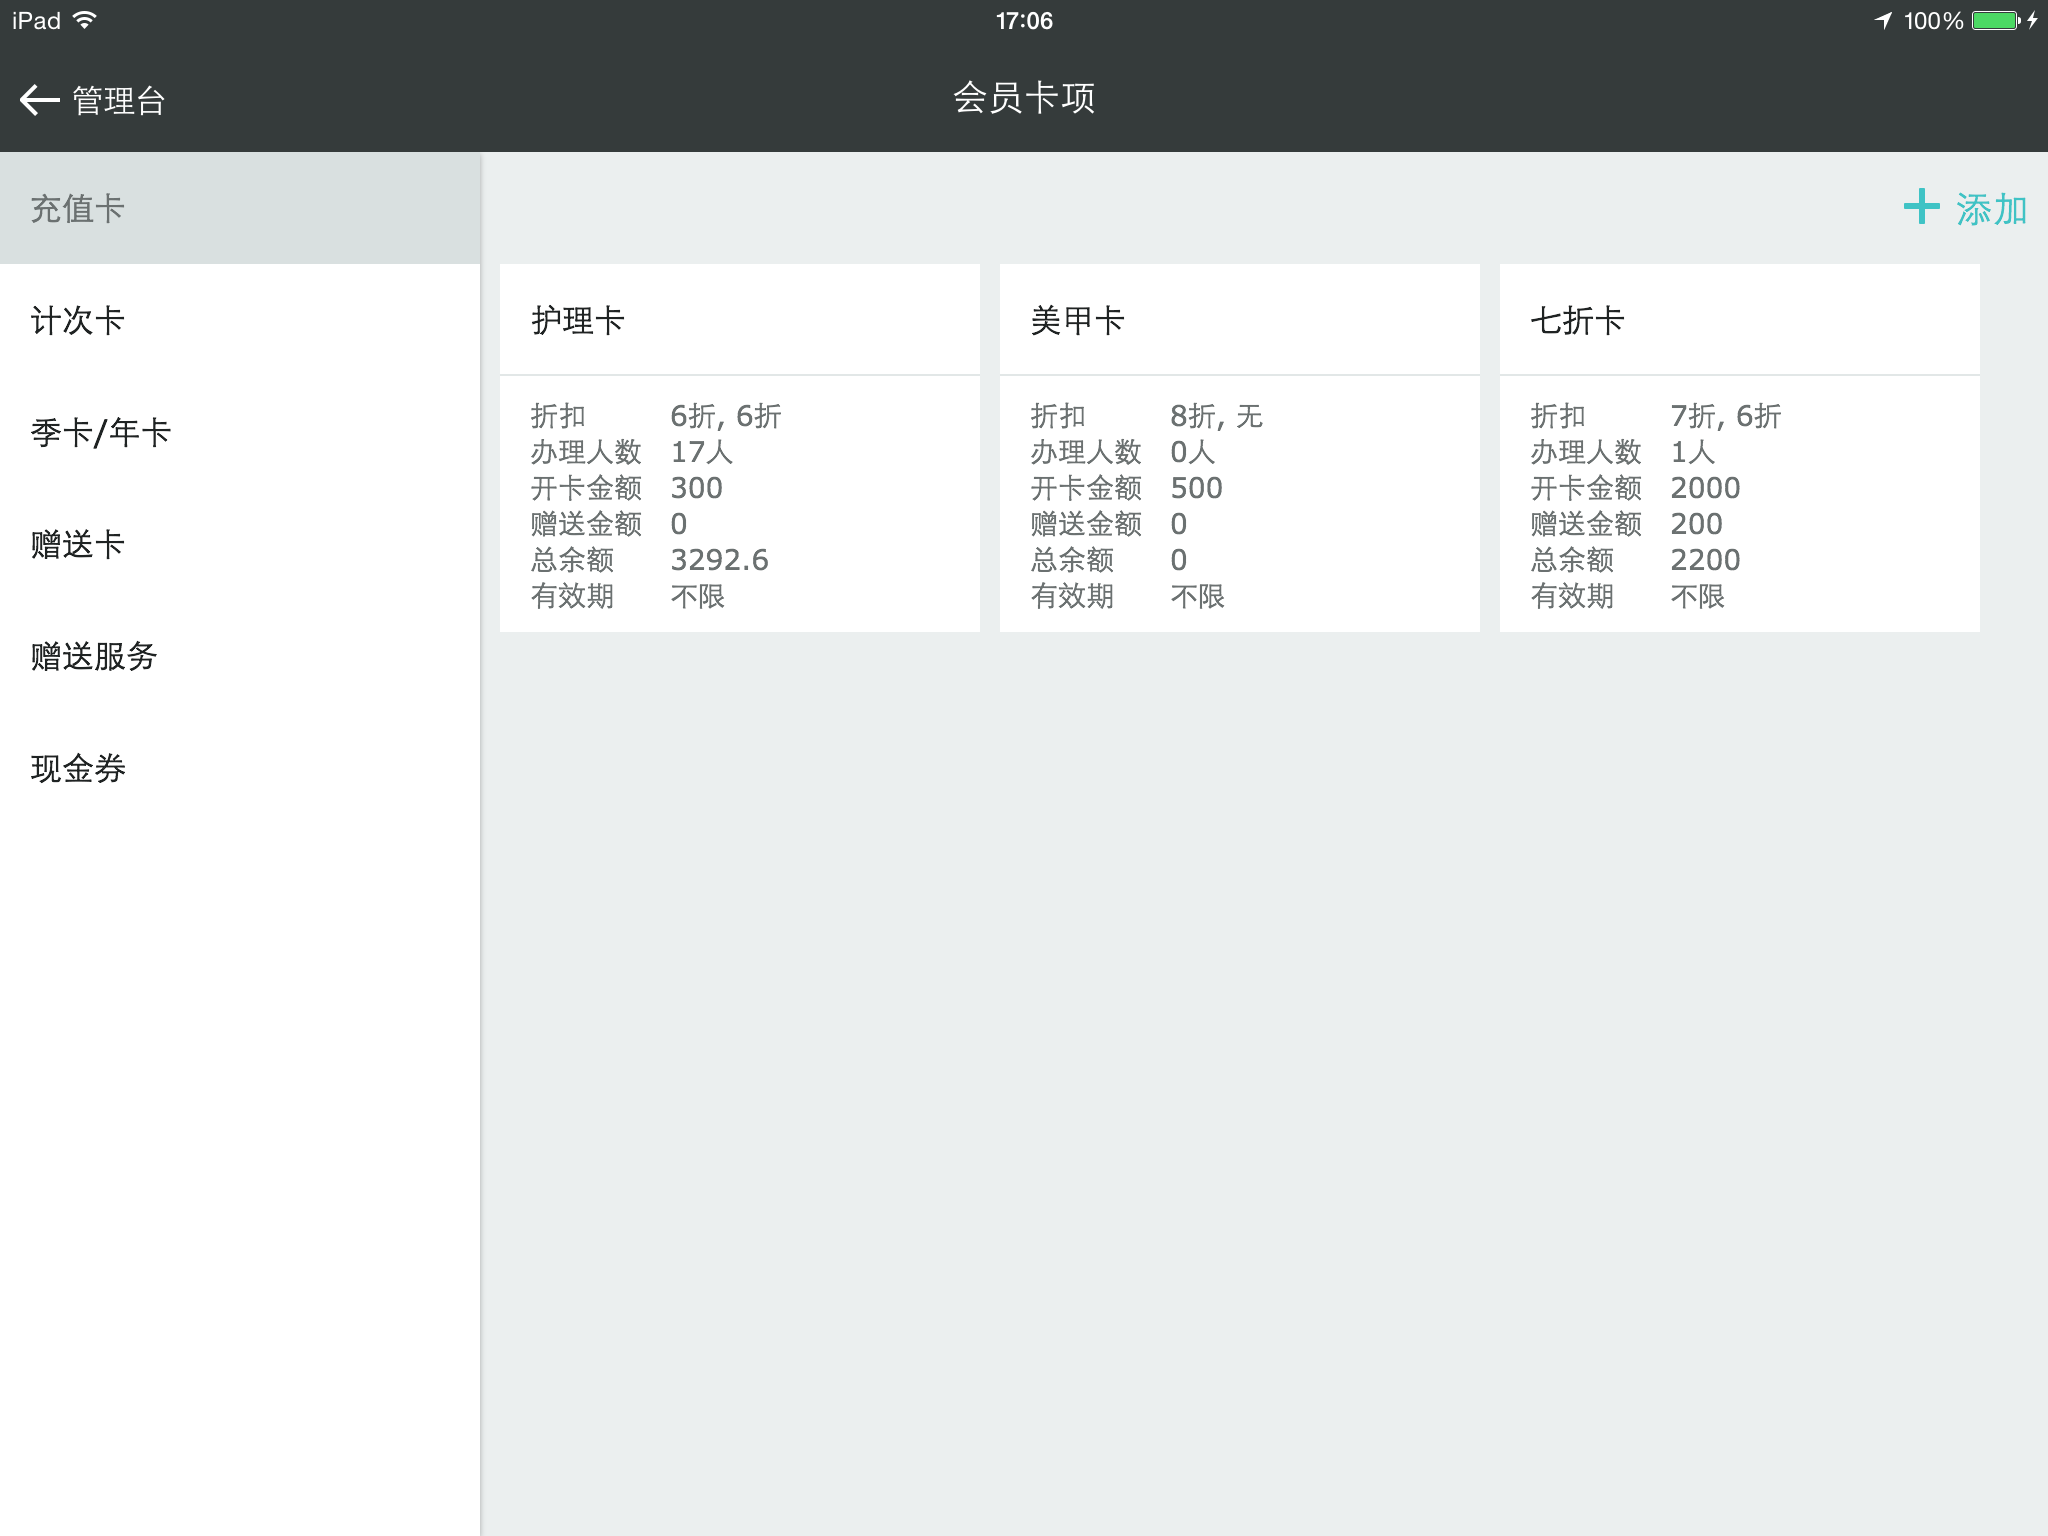 iPad 17:06 100%
管理台 会员卡项
充值卡
计次卡
季卡/年卡
赠送卡
赠送服务
现金券
添加
护理卡
折扣 6折, 6折
办理人数 17人
开卡金额 300
赠送金额 0
总余额 3292.6
有效期 不限
美甲卡
折扣 8折, 无
办理人数 0人
开卡金额 500
赠送金额 0
总余额 0
有效期 不限
七折卡
折扣 7折, 6折
办理人数 1人
开卡金额 2000
赠送金额 200
总余额 2200
有效期 不限